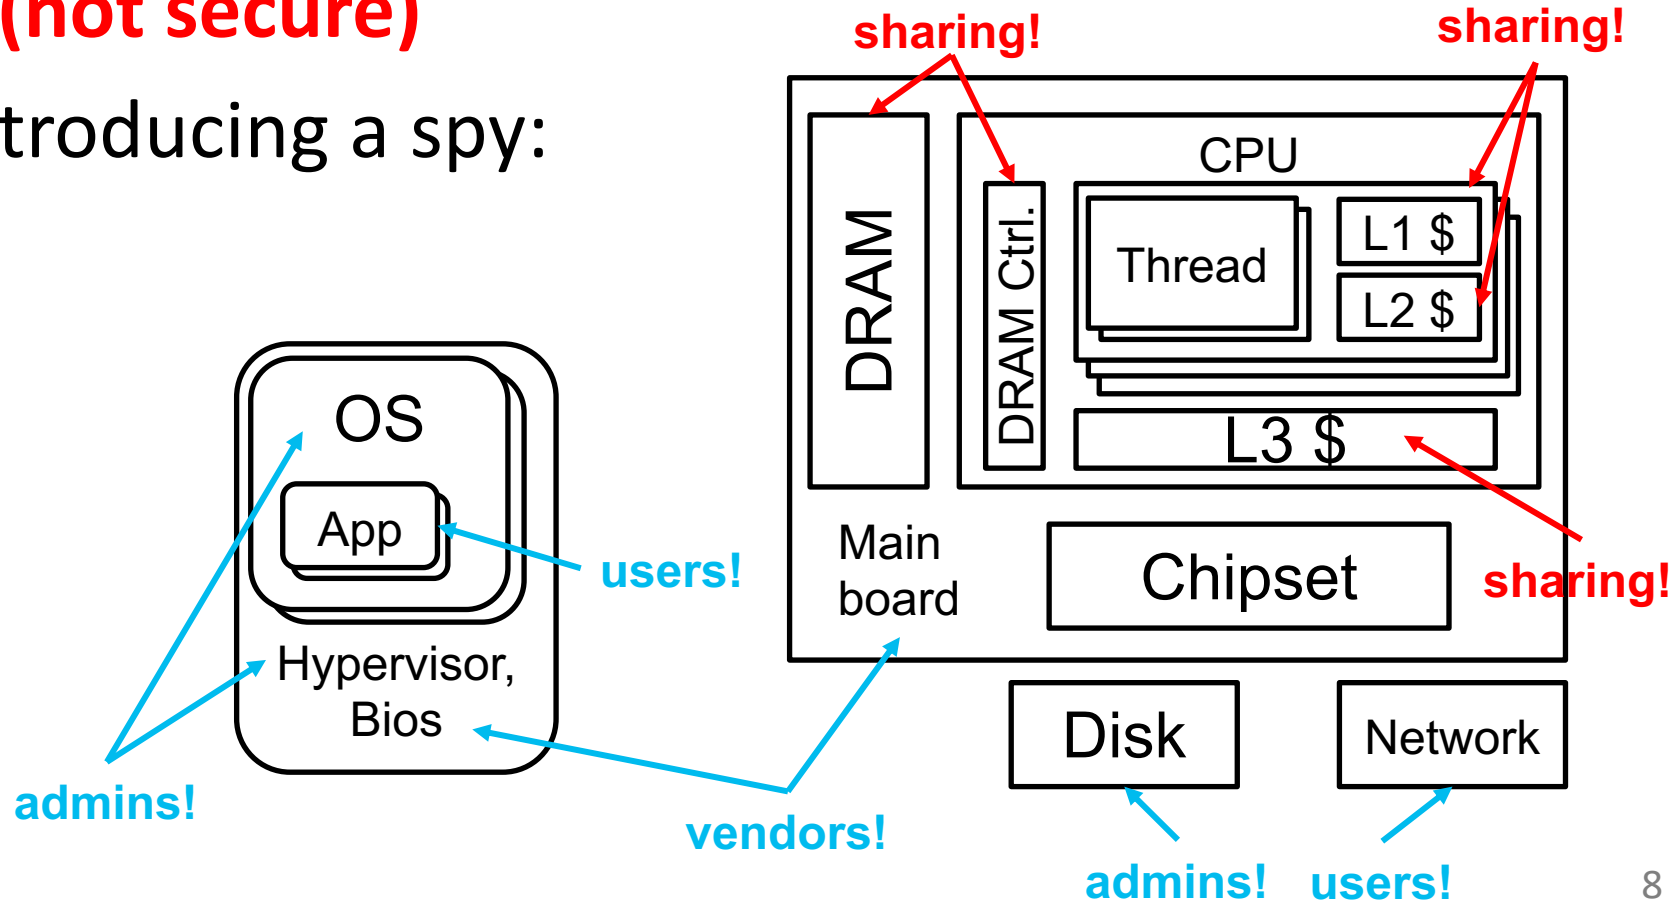 (not secure)
troducing a spy:
sharing!
sharing!
CPU
DRAM
DRAM Ctrl.
Thread
L1 $
L2 $
L3 $
OS
App
users!
Hypervisor,
Bios
admins!
vendors!
Main
board
Chipset
sharing!
Disk
Network
admins!
users!
8